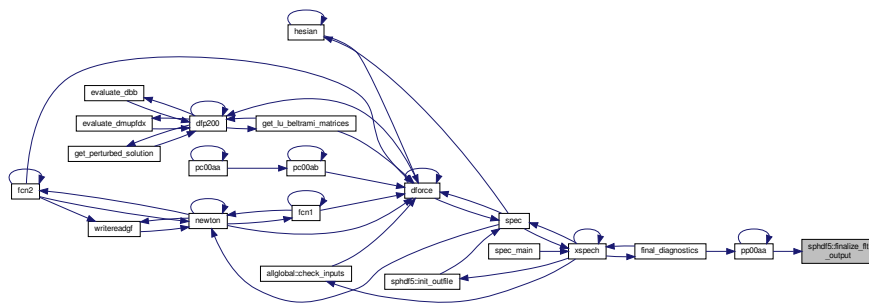 hesian
evaluate_dbb
evaluate_dmupfdx
dfp200
get_lu_beltrami_matrices
get_perturbed_solution
pc00aa
pc00ab
fcn2
dforce
newton
fcn1
writereadgf
spec
spec_main
xspech
final_diagnostics
pp00aa
sphdf5::finalize_flt
_output
allglobal::check_inputs
sphdf5::init_outfile